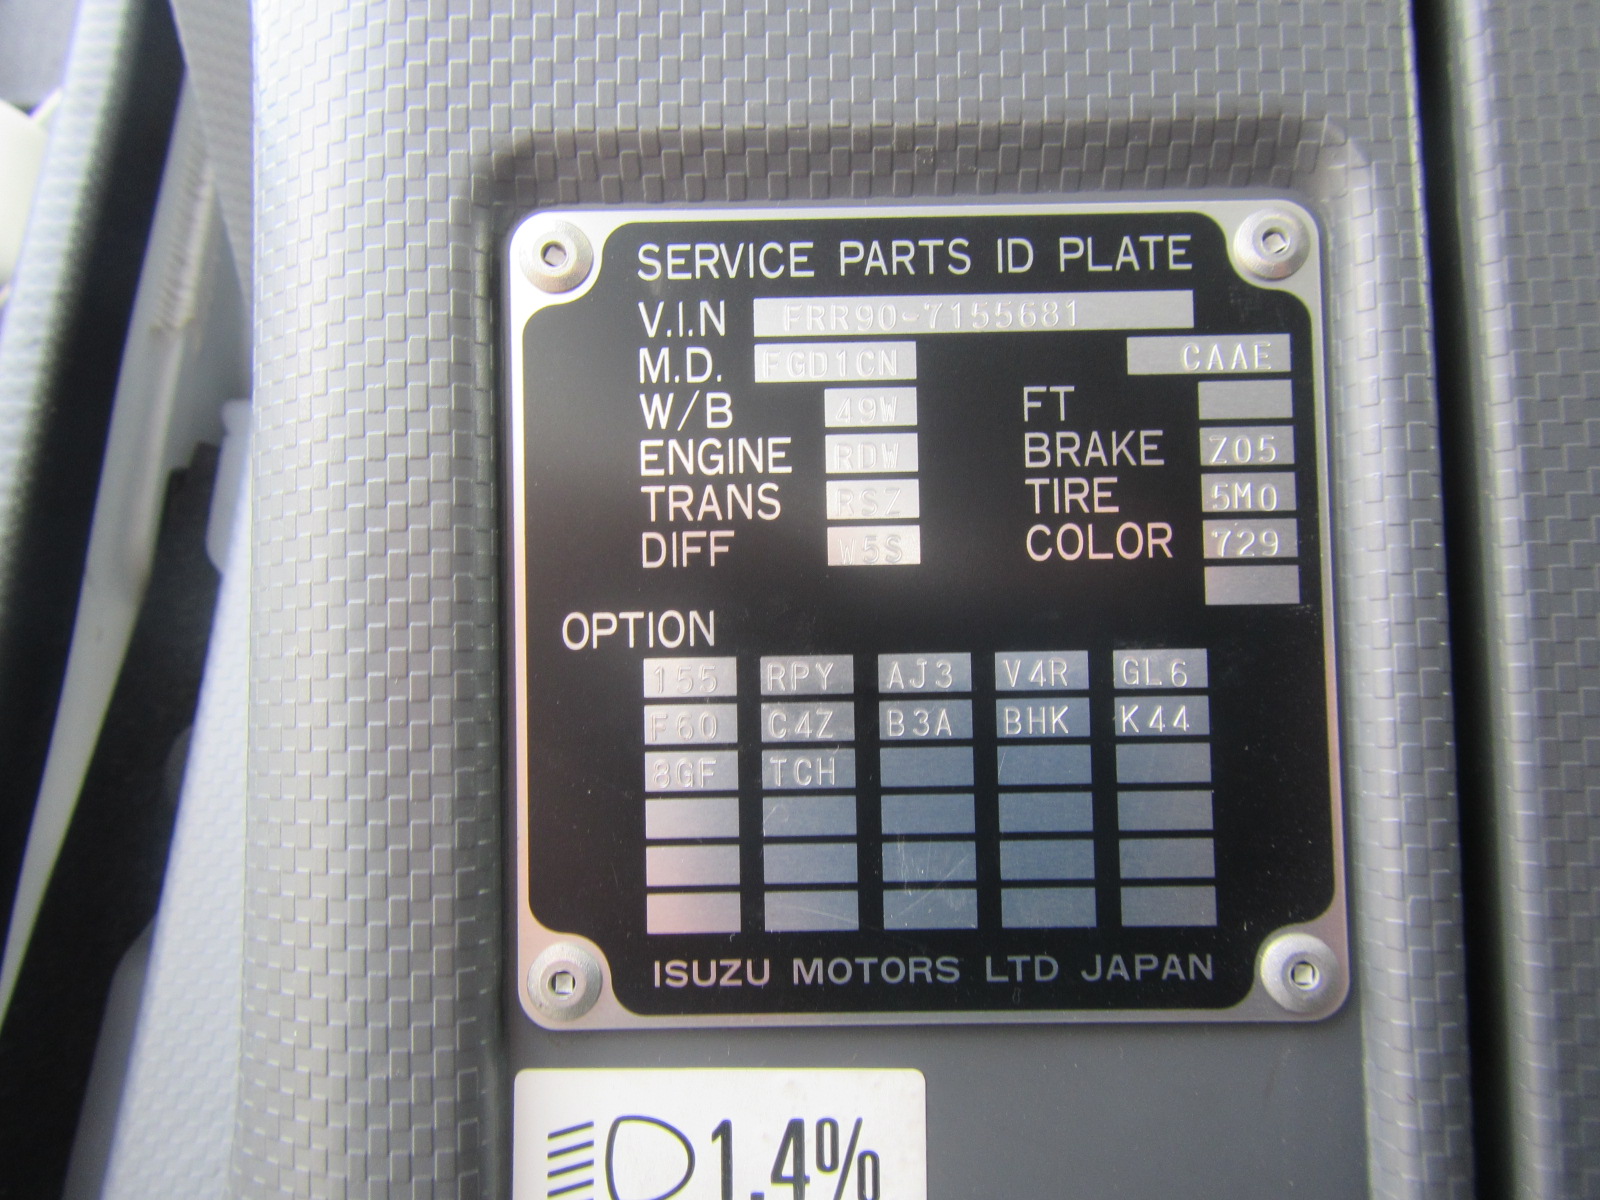 SERVICE PARTS ID PLATE
V.I.N FRR90-7155681
M.D. FGD1CN CAAE
W/B 49W FT
ENGINE RDW BRAKE Z05
TRANS RSZ TIRE 5M0
DIFF W5S COLOR 729
OPTION
155 RPY AJ3 V4R GL6
F60 C4Z B3A BHK K44
8GF TCH
ISUZU MOTORS LTD JAPAN
1.4%